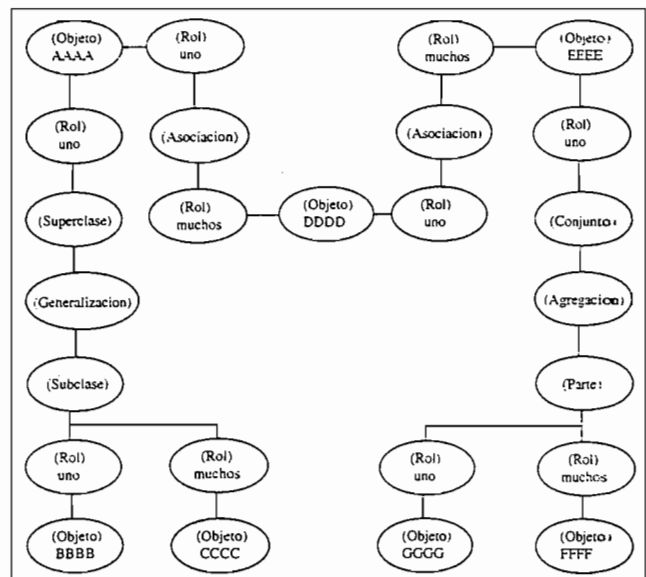 (Objeto)
AAAA
(Rol)
uno
(Rol)
muchos
(Objeto)
EEEE
(Rol)
uno
(Asociacion)
(Asociacion)
(Rol)
uno
(Superclase)
(Rol)
muchos
(Objeto)
DDDD
(Rol)
uno
(Conjunto)
(Generalizacion)
(Agregacion)
(Subclase)
(Parte)
(Rol)
uno
(Rol)
muchos
(Rol)
uno
(Rol)
muchos
(Objeto)
BBBB
(Objeto)
CCCC
(Objeto)
GGGG
(Objeto)
FFFF